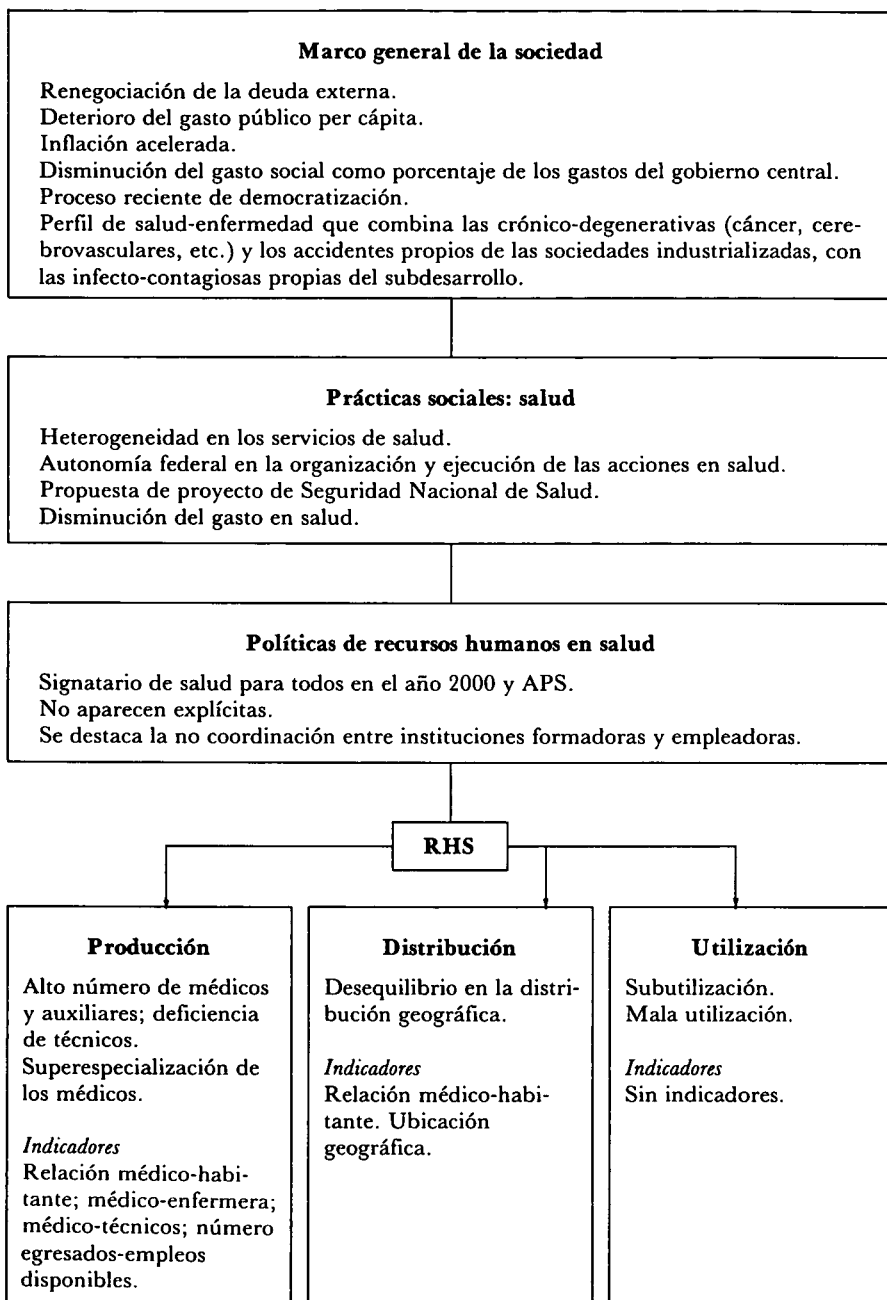 Marco general de la sociedad
Renegociación de la deuda externa.
Deterioro del gasto público per cápita.
Inflación acelerada.
Disminución del gasto social como porcentaje de los gastos del gobierno central.
Proceso reciente de democratización.
Perfil de salud-enfermedad que combina las crónico-degenerativas (cáncer, cere-
brovasculares, etc.) y los accidentes propios de las sociedades industrializadas, con
las infecto-contagiosas propias del subdesarrollo.
Prácticas sociales: salud
Heterogeneidad en los servicios de salud.
Autonomía federal en la organización y ejecución de las acciones en salud.
Propuesta de proyecto de Seguridad Nacional de Salud.
Disminución del gasto en salud.
Políticas de recursos humanos en salud
Signatario de salud para todos en el año 2000 y APS.
No aparecen explícitas.
Se destaca la no coordinación entre instituciones formadoras y empleadoras.
RHS
Producción
Alto número de médicos
y auxiliares; deficiencia
de técnicos.
Superespecialización de
los médicos.
Indicadores
Relación médico-habi-
tante; médico-enfermera;
médico-técnicos; número
egresados-empleos
disponibles.
Distribución
Desequilibrio en la distri-
bución geográfica.
Indicadores
Relación médico-habi-
tante. Ubicación
geográfica.
Utilización
Subutilización.
Mala utilización.
Indicadores
Sin indicadores.